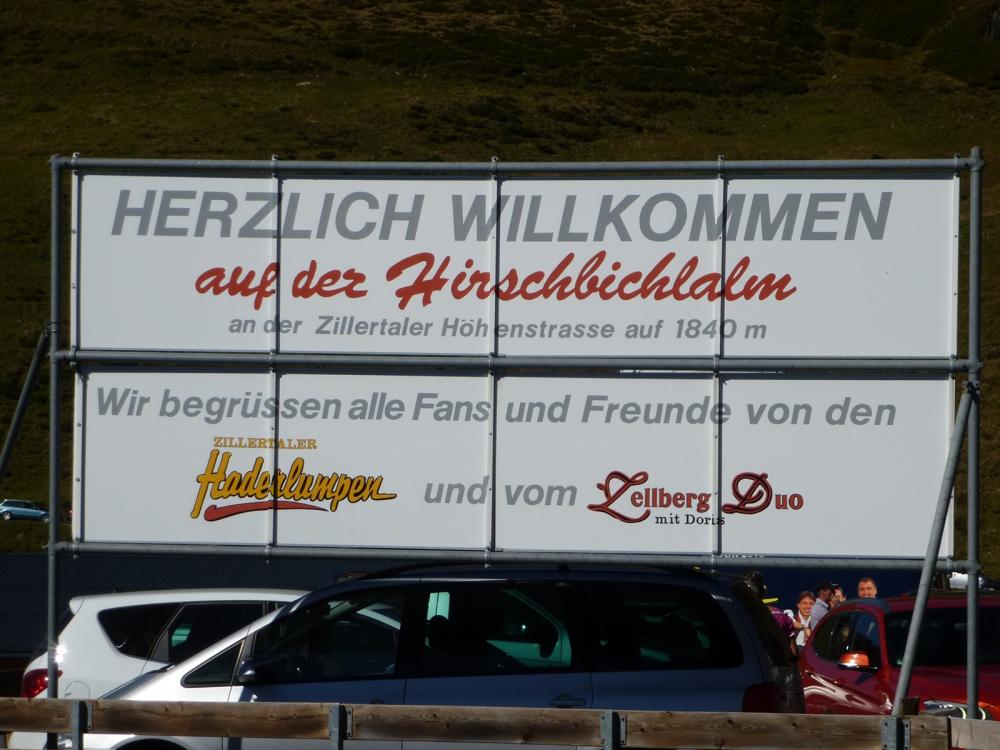 HERZLICH WILLKOMMEN
auf der Hirschbichlalm
an der Zillertaler Höhenstrasse auf 1840 m
Wir begrüssen alle Fans und Freunde von den
ZILLERTALER
Haderlumpen und vom Zellberg Duo
mit Doris